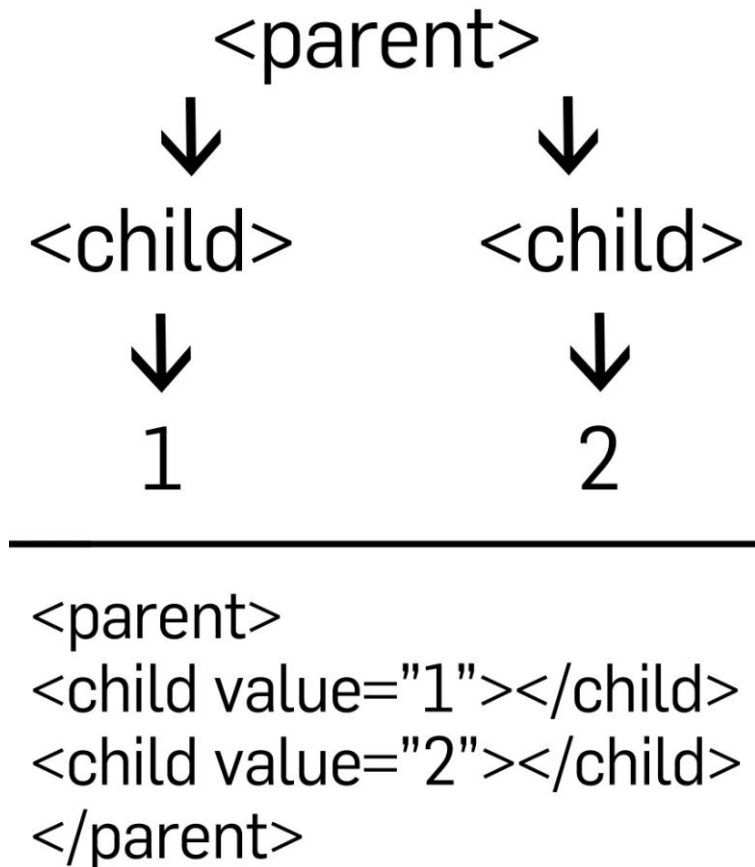 <parent>
<child> <child>
1 2
<parent>
<child value=”1”></child>
<child value=”2”></child>
</parent>